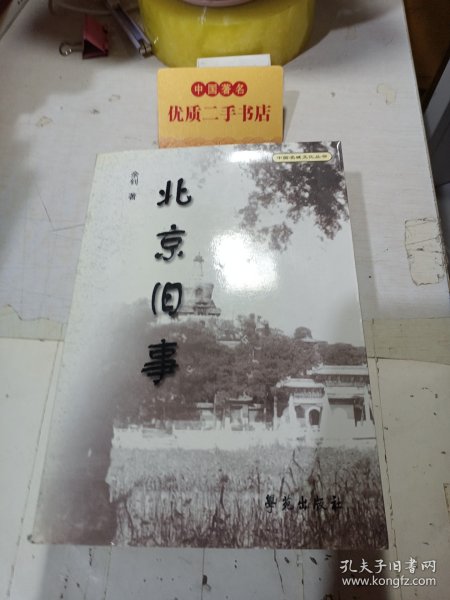 中国著名
优质二手书店
中国名城文化丛书
余钊 著
北京旧事
學苑出版社
孔夫子旧书网
www.kongfz.com